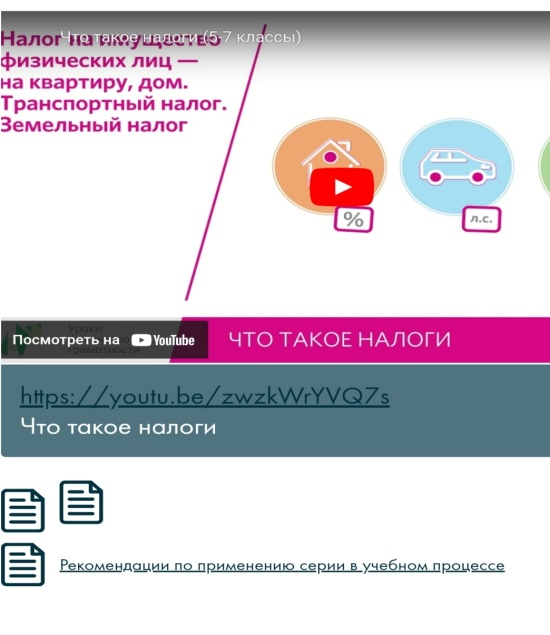 Что такое налоги (5-7 классы)
Налог на имущество
физических лиц —
на квартиру, дом.
Транспортный налог.
Земельный налог
%
л.с.
Уроки
грамотности
Посмотреть на YouTube
ЧТО ТАКОЕ НАЛОГИ
https://youtu.be/zwzkWrYVQ7s
Что такое налоги
Рекомендации по применению серии в учебном процессе